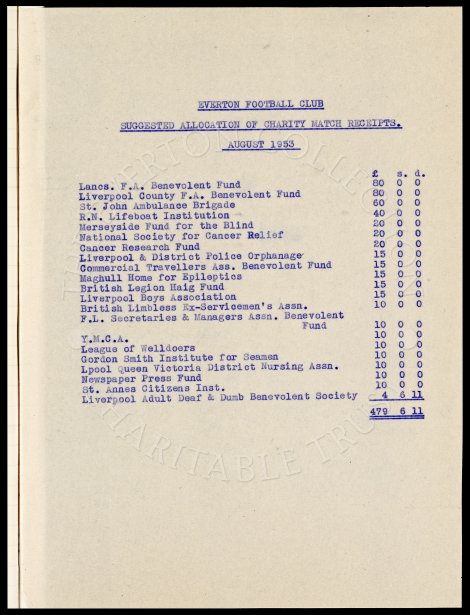 EVERTON FOOTBALL CLUB
SUGGESTED ALLOCATION OF CHARITY MATCH RECEIPTS.
AUGUST 1953
£ s. d.
Lancs. F.A. Benevolent Fund 80 0 0
Liverpool County F.A. Benevolent Fund 80 0 0
St. John Ambulance Brigade 60 0 0
R.N. Lifeboat Institution 40 0 0
Merseyside Fund for the Blind 20 0 0
National Society for Cancer Relief 20 0 0
Cancer Research Fund 20 0 0
Liverpool & District Police Orphanage 15 0 0
Commercial Travellers Ass. Benevolent Fund 15 0 0
Maghull Home for Epileptics 15 0 0
British Legion Haig Fund 15 0 0
Liverpool Boys Association 15 0 0
British Limbless Ex-Servicemen's Assn. 10 0 0
F.L. Secretaries & Managers Assn. Benevolent
Fund 10 0 0
Y.M.C.A. 10 0 0
League of Welldoers 10 0 0
Gordon Smith Institute for Seamen 10 0 0
Lpool Queen Victoria District Nursing Assn. 10 0 0
Newspaper Press Fund 10 0 0
St. Annes Citizens Inst. 10 0 0
Liverpool Adult Deaf & Dumb Benevolent Society 4 6 11
479 6 11
EVERTON COLLECTION
CHARITABLE TRUST